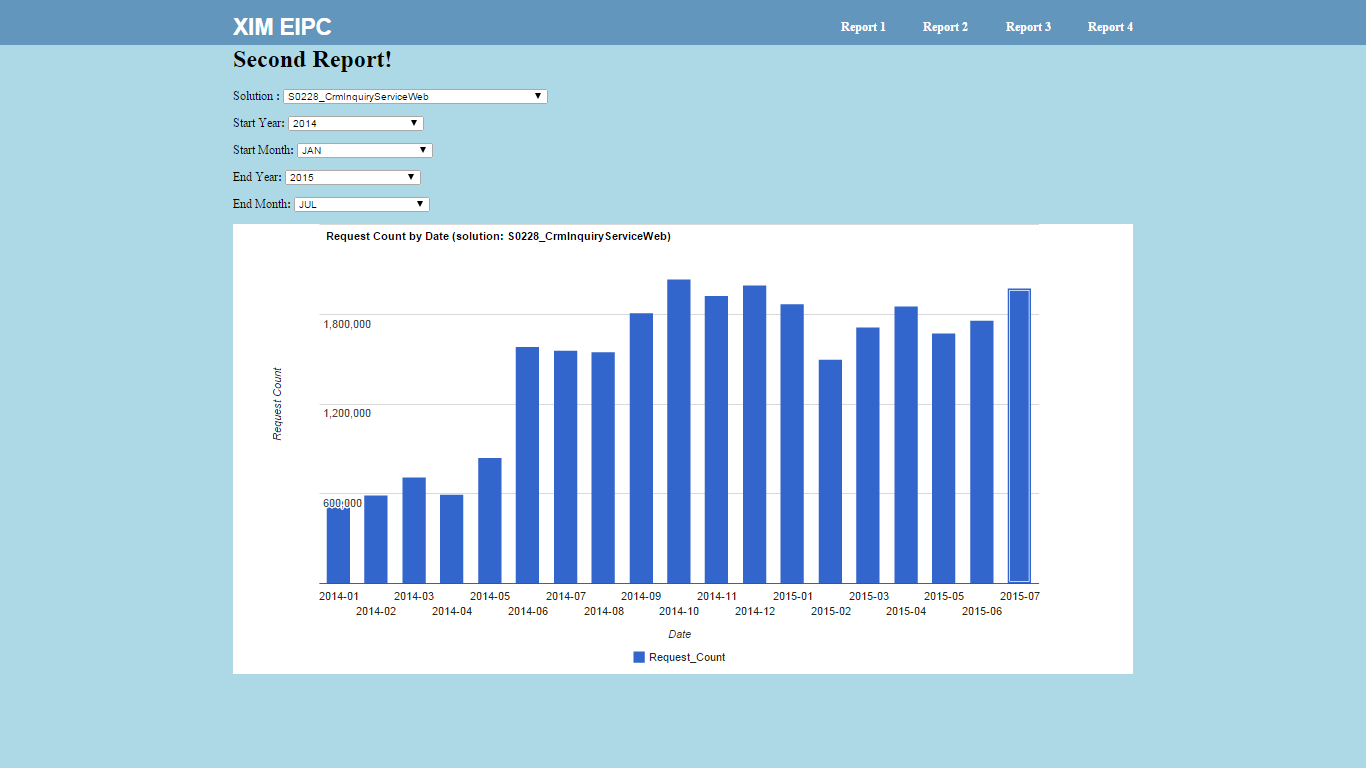 XIM EIPC
Report 1 Report 2 Report 3 Report 4
Second Report!
Solution : S0228_CrmInquiryServiceWeb
Start Year: 2014
Start Month: JAN
End Year: 2015
End Month: JUL
Request Count by Date (solution: S0228_CrmInquiryServiceWeb)
1,800,000
1,200,000
600,000
Request Count
2014-01 2014-03 2014-05 2014-07 2014-09 2014-11 2015-01 2015-03 2015-05 2015-07
2014-02 2014-04 2014-06 2014-08 2014-10 2014-12 2015-02 2015-04 2015-06
Date
Request_Count